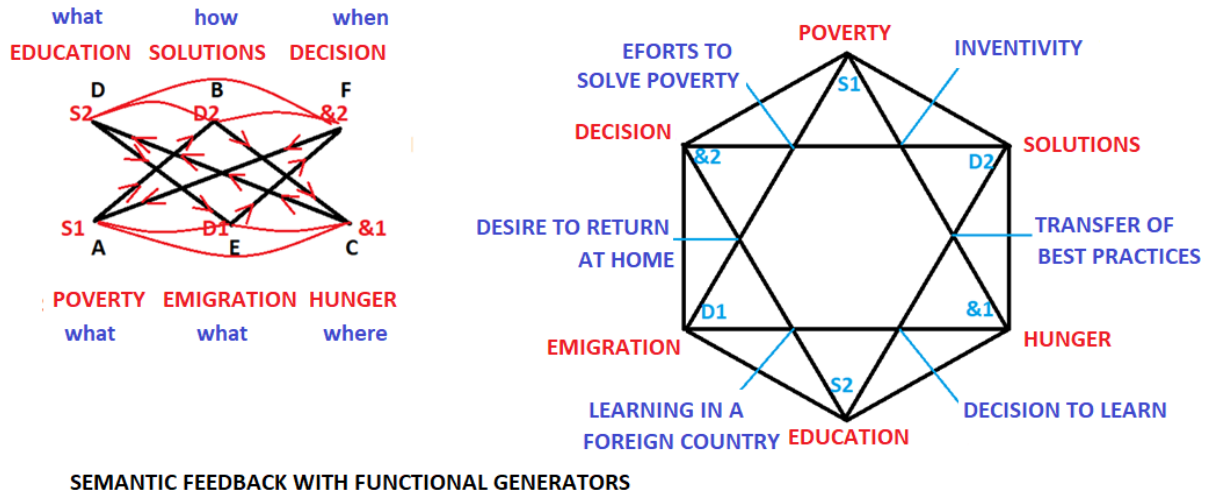 what how when
EDUCATION SOLUTIONS DECISION
D B F
S2 D2 &2
S1 D1 &1
A E C
POVERTY EMIGRATION HUNGER
what what where
POVERTY
EFORTS TO
SOLVE POVERTY
INVENTIVITY
S1
DECISION
SOLUTIONS
&2
D2
DESIRE TO RETURN
AT HOME
TRANSFER OF
BEST PRACTICES
D1
&1
EMIGRATION
HUNGER
S2
LEARNING IN A
FOREIGN COUNTRY
DECISION TO LEARN
EDUCATION
SEMANTIC FEEDBACK WITH FUNCTIONAL GENERATORS